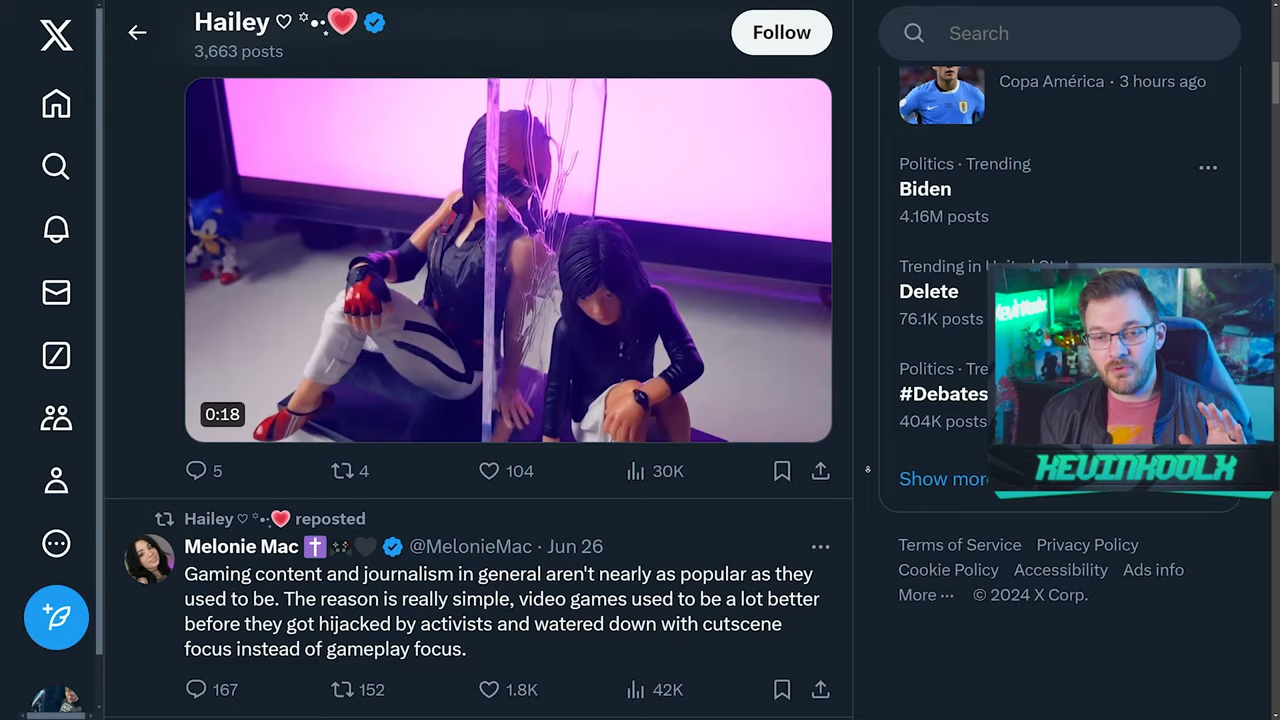 Hailey
3,663 posts
Follow
0:18
5
4
104
30K
Hailey reposted
Melonie Mac @MelonieMac · Jun 26
Gaming content and journalism in general aren't nearly as popular as they
used to be. The reason is really simple, video games used to be a lot better
before they got hijacked by activists and watered down with cutscene
focus instead of gameplay focus.
167
152
1.8K
42K
Search
Copa América · 3 hours ago
Politics · Trending
Biden
4.16M posts
Trending in
Delete
76.1K posts
Politics ·
#Debates
404K posts
Show more
KEVINKOOLX
Terms of Service Privacy Policy
Cookie Policy Accessibility Ads info
More ··· © 2024 X Corp.